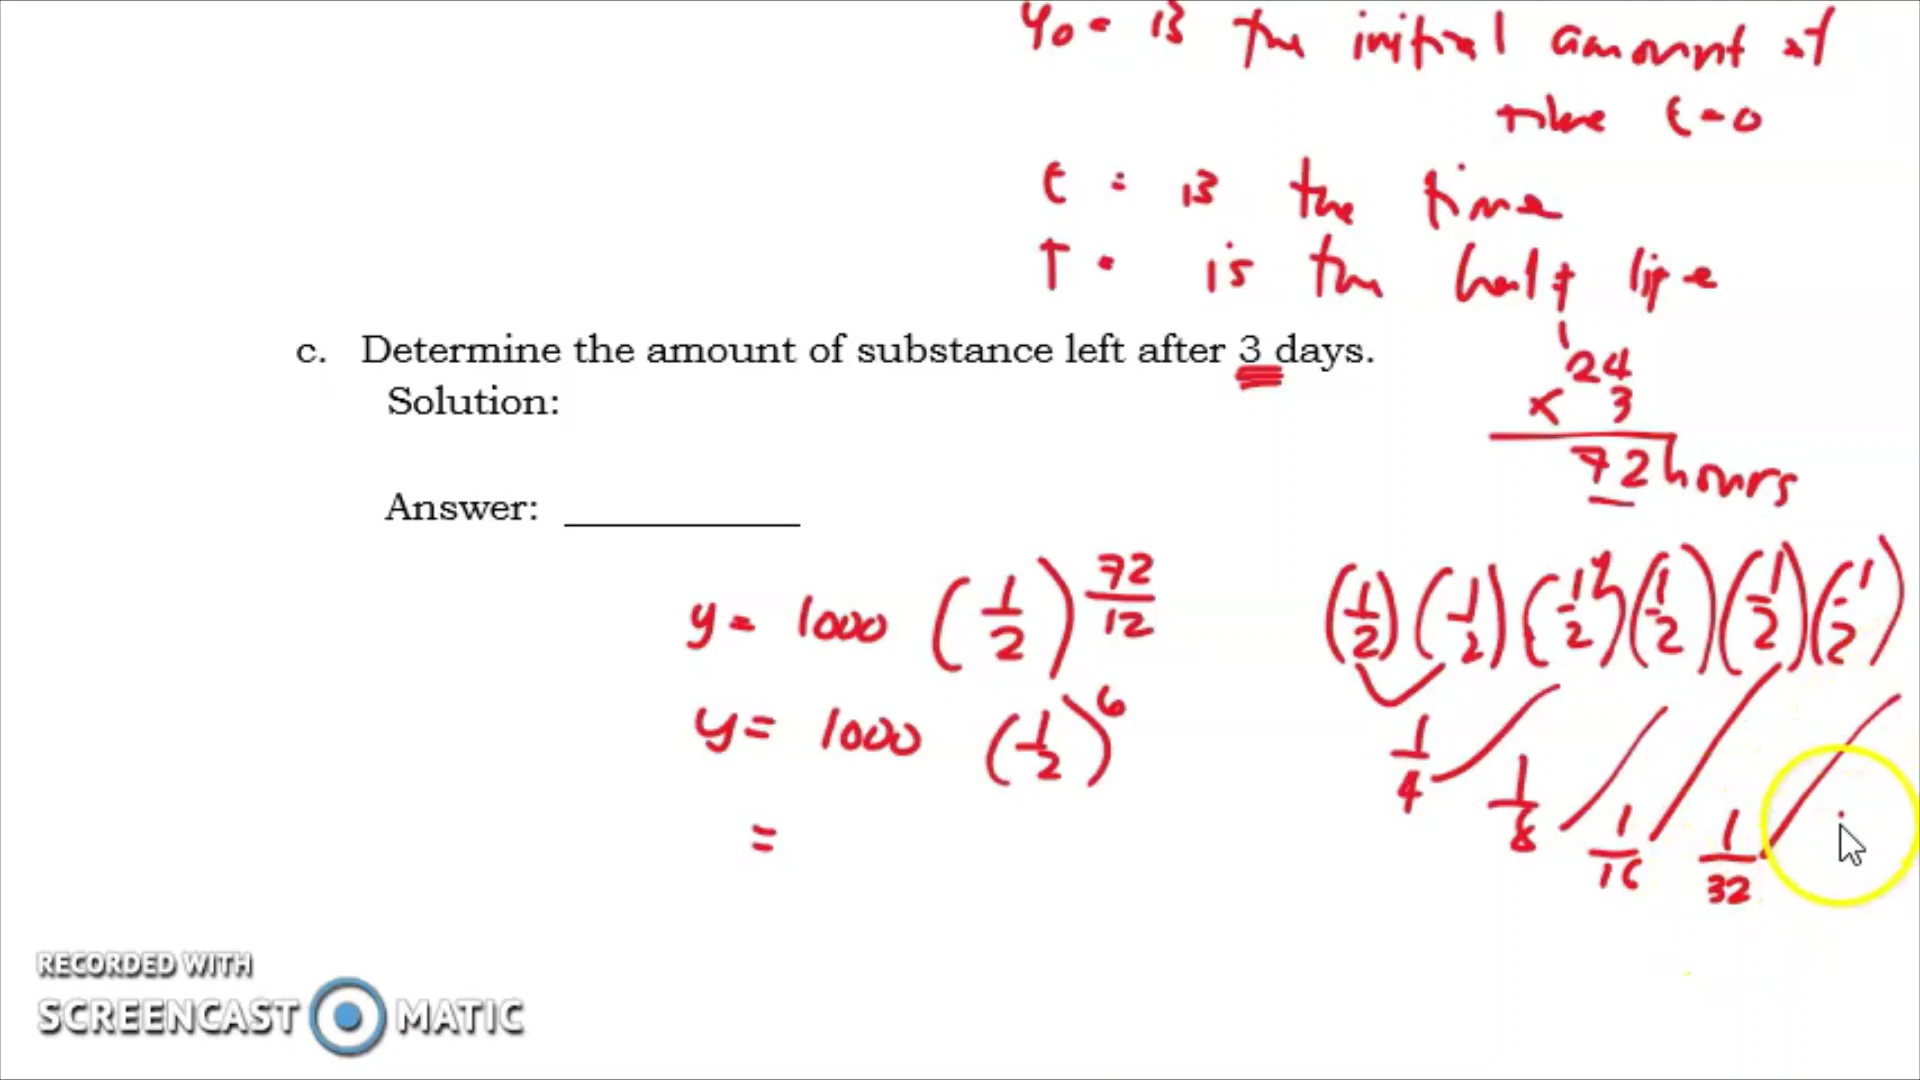 y0 = is the initial amount at
time t=0
t = is the time
T = is the half life
c. Determine the amount of substance left after 3 days.
1
24
x 3
72 hours
Solution:
Answer: ____________
y = 1000 (1/2)^72/12
(1/2)(1/2)(1/2)(1/2)(1/2)(1/2)
y = 1000 (1/2)^6
1/4 1/8 1/16 1/32
=
RECORDED WITH
SCREENCAST MATIC